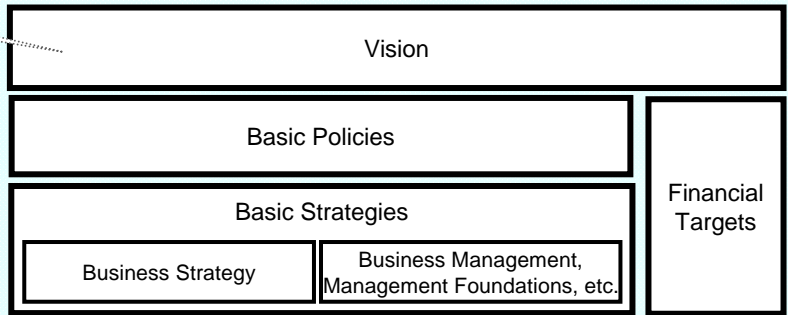 Vision
Basic Policies
Basic Strategies
Business Strategy
Business Management,
Management Foundations, etc.
Financial
Targets